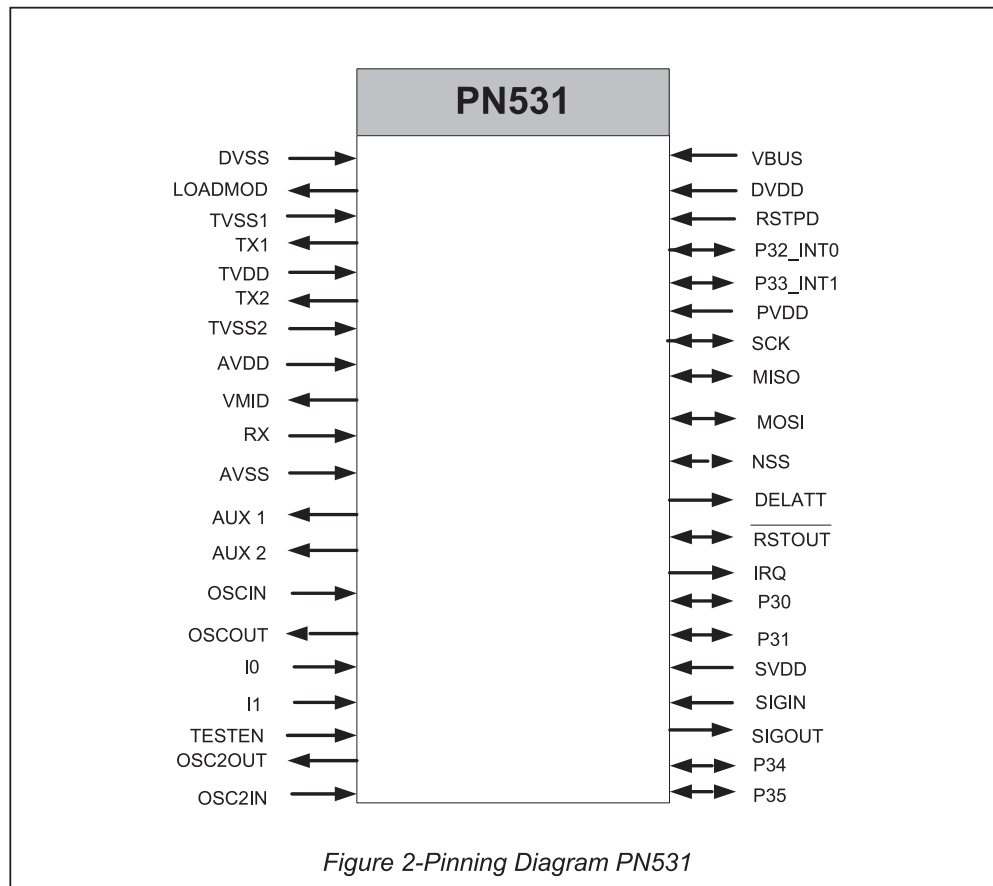 PN531
DVSS
LOADMOD
TVSS1
TX1
TVDD
TX2
TVSS2
AVDD
VMID
RX
AVSS
AUX 1
AUX 2
OSCIN
OSCOUT
I0
I1
TESTEN
OSC2OUT
OSC2IN
VBUS
DVDD
RSTPD
P32_INT0
P33_INT1
PVDD
SCK
MISO
MOSI
NSS
DELATT
RSTOUT
IRQ
P30
P31
SVDD
SIGIN
SIGOUT
P34
P35
Figure 2-Pinning Diagram PN531